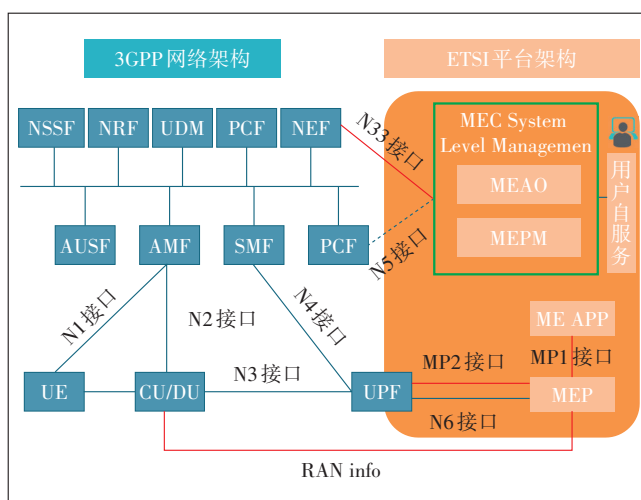 3GPP网络架构
ETSI平台架构
NSSF
NRF
UDM
PCF
NEF
N33接口
MEC System
Level Managemen
MEAO
MEPM
用户自服务
AUSF
AMF
SMF
PCF
N5接口
N1接口
N2接口
N4接口
ME APP
MP2接口
MP1接口
N3接口
UE
CU/DU
UPF
MEP
N6接口
RAN info